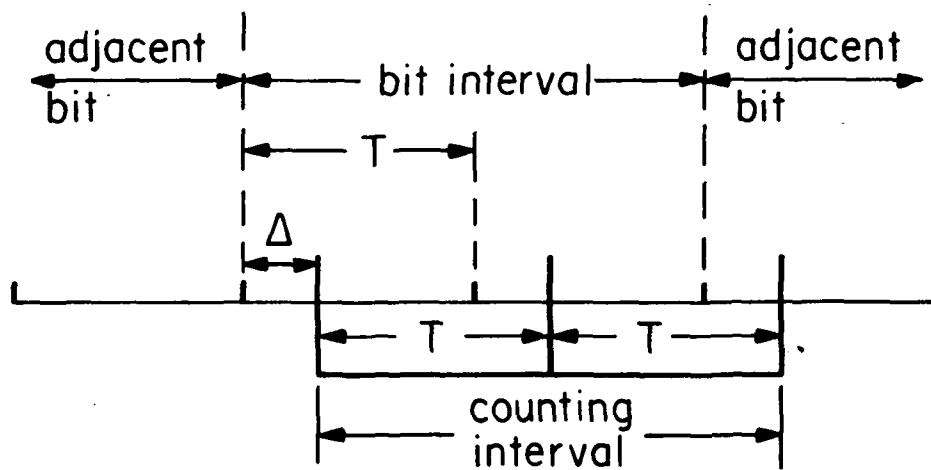 adjacent
bit
bit interval
adjacent
bit
T
Δ
T
T
counting
interval